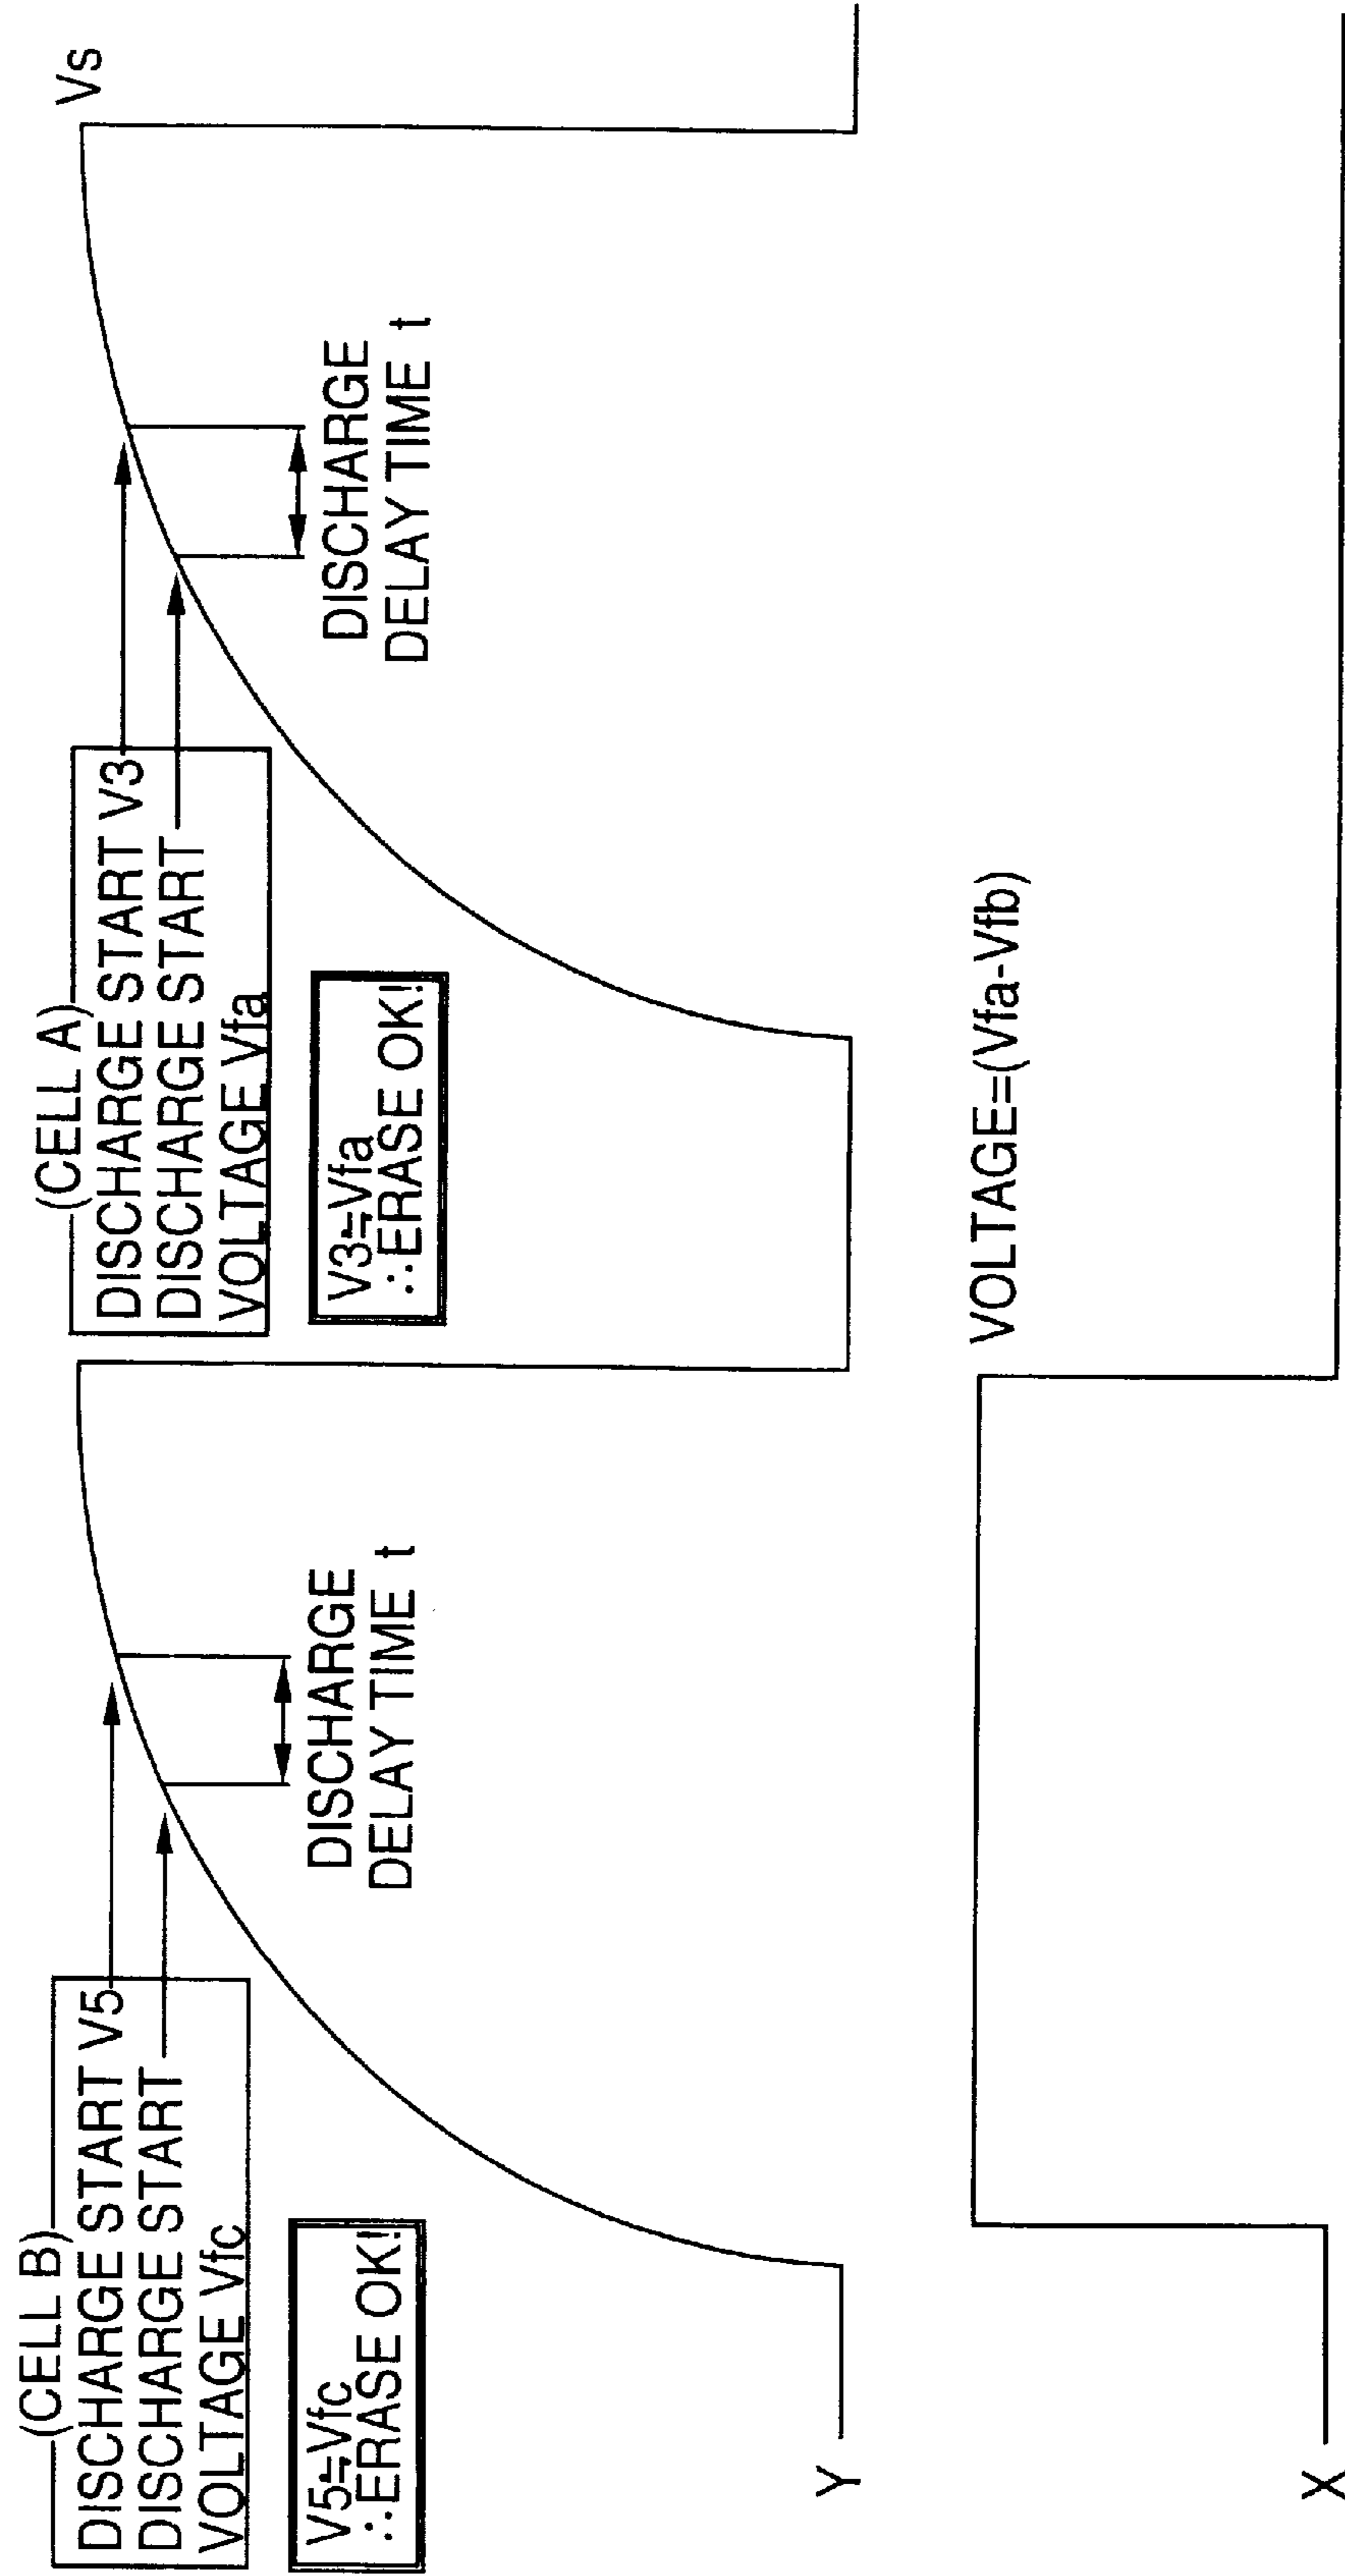 (CELL B)
DISCHARGE START V5
DISCHARGE START
VOLTAGE Vfc
V5≒Vfc
∴ERASE OK!
DISCHARGE
DELAY TIME t
(CELL A)
DISCHARGE START V3
DISCHARGE START
VOLTAGE Vfa
V3≒Vfa
∴ERASE OK!
DISCHARGE
DELAY TIME t
Vs
Y
VOLTAGE=(Vfa-Vfb)
X